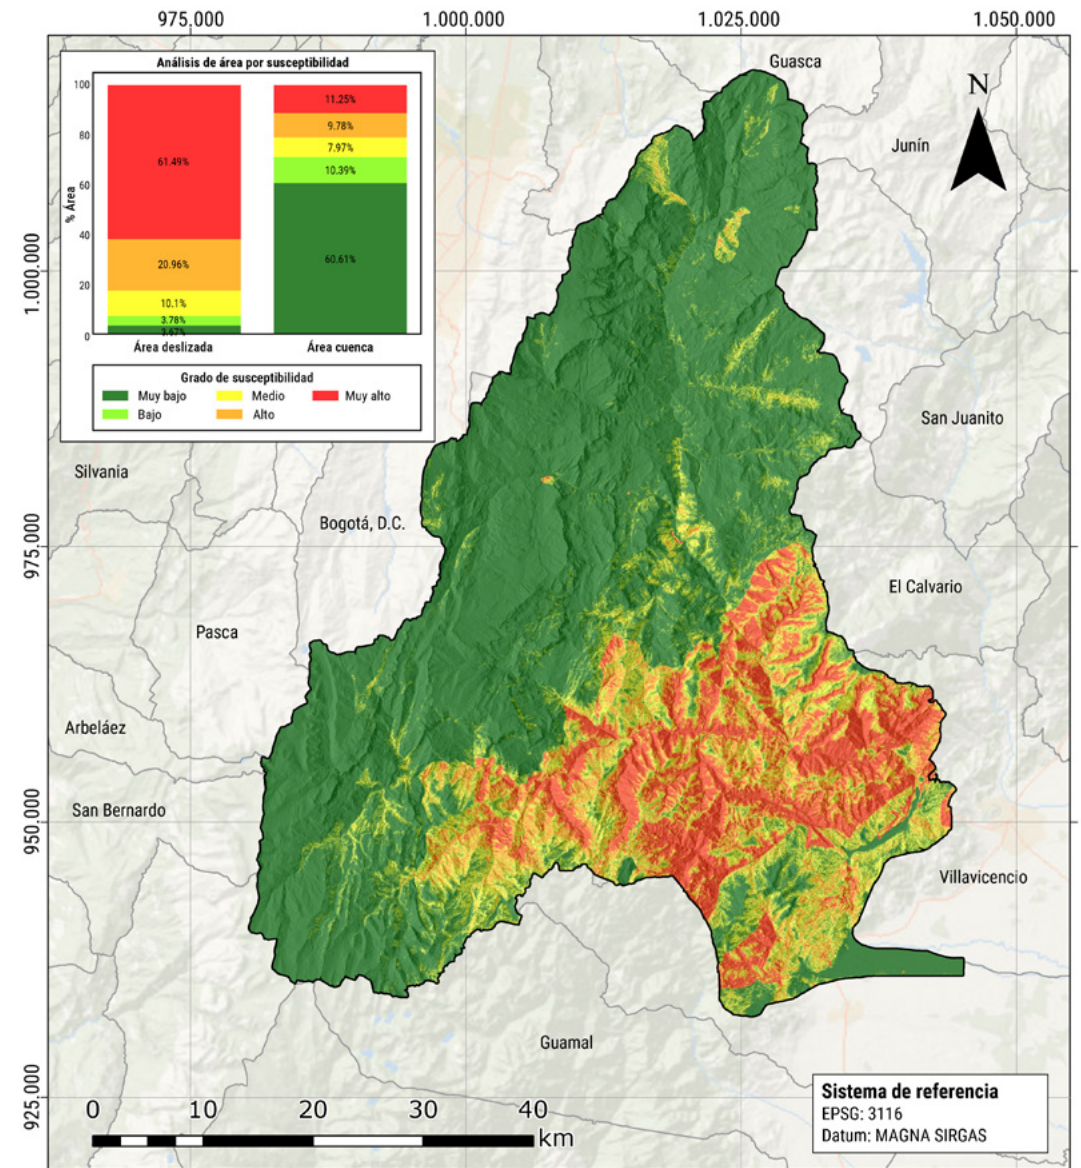 975.000
1.000.000
1.025.000
1.050.000
Análisis de área por susceptibilidad
100
80
60
40
20
0
% Área
61.49%
20.96%
10.1%
3.78%
3.67%
11.25%
9.78%
7.97%
10.39%
60.61%
Área deslizada
Área cuenca
Grado de susceptibilidad
Muy bajo
Medio
Muy alto
Bajo
Alto
Guasca
N
Junín
1.000.000
San Juanito
Silvania
Bogotá, D.C.
975.000
El Calvario
Pasca
Arbeláez
San Bernardo
950.000
Villavicencio
Guamal
925.000
0 10 20 30 40
km
Sistema de referencia
EPSG: 3116
Datum: MAGNA SIRGAS